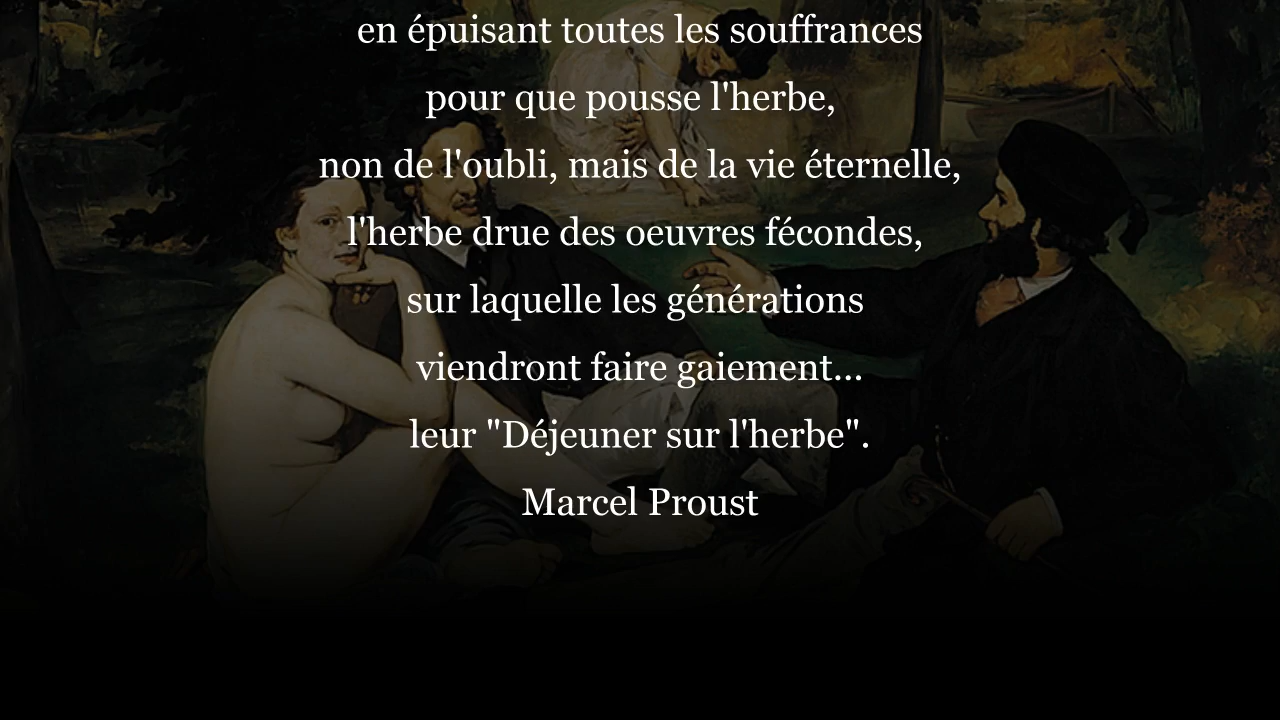 en épuisant toutes les souffrances
pour que pousse l'herbe,
non de l'oubli, mais de la vie éternelle,
l'herbe drue des oeuvres fécondes,
sur laquelle les générations
viendront faire gaiement...
leur "Déjeuner sur l'herbe".
Marcel Proust